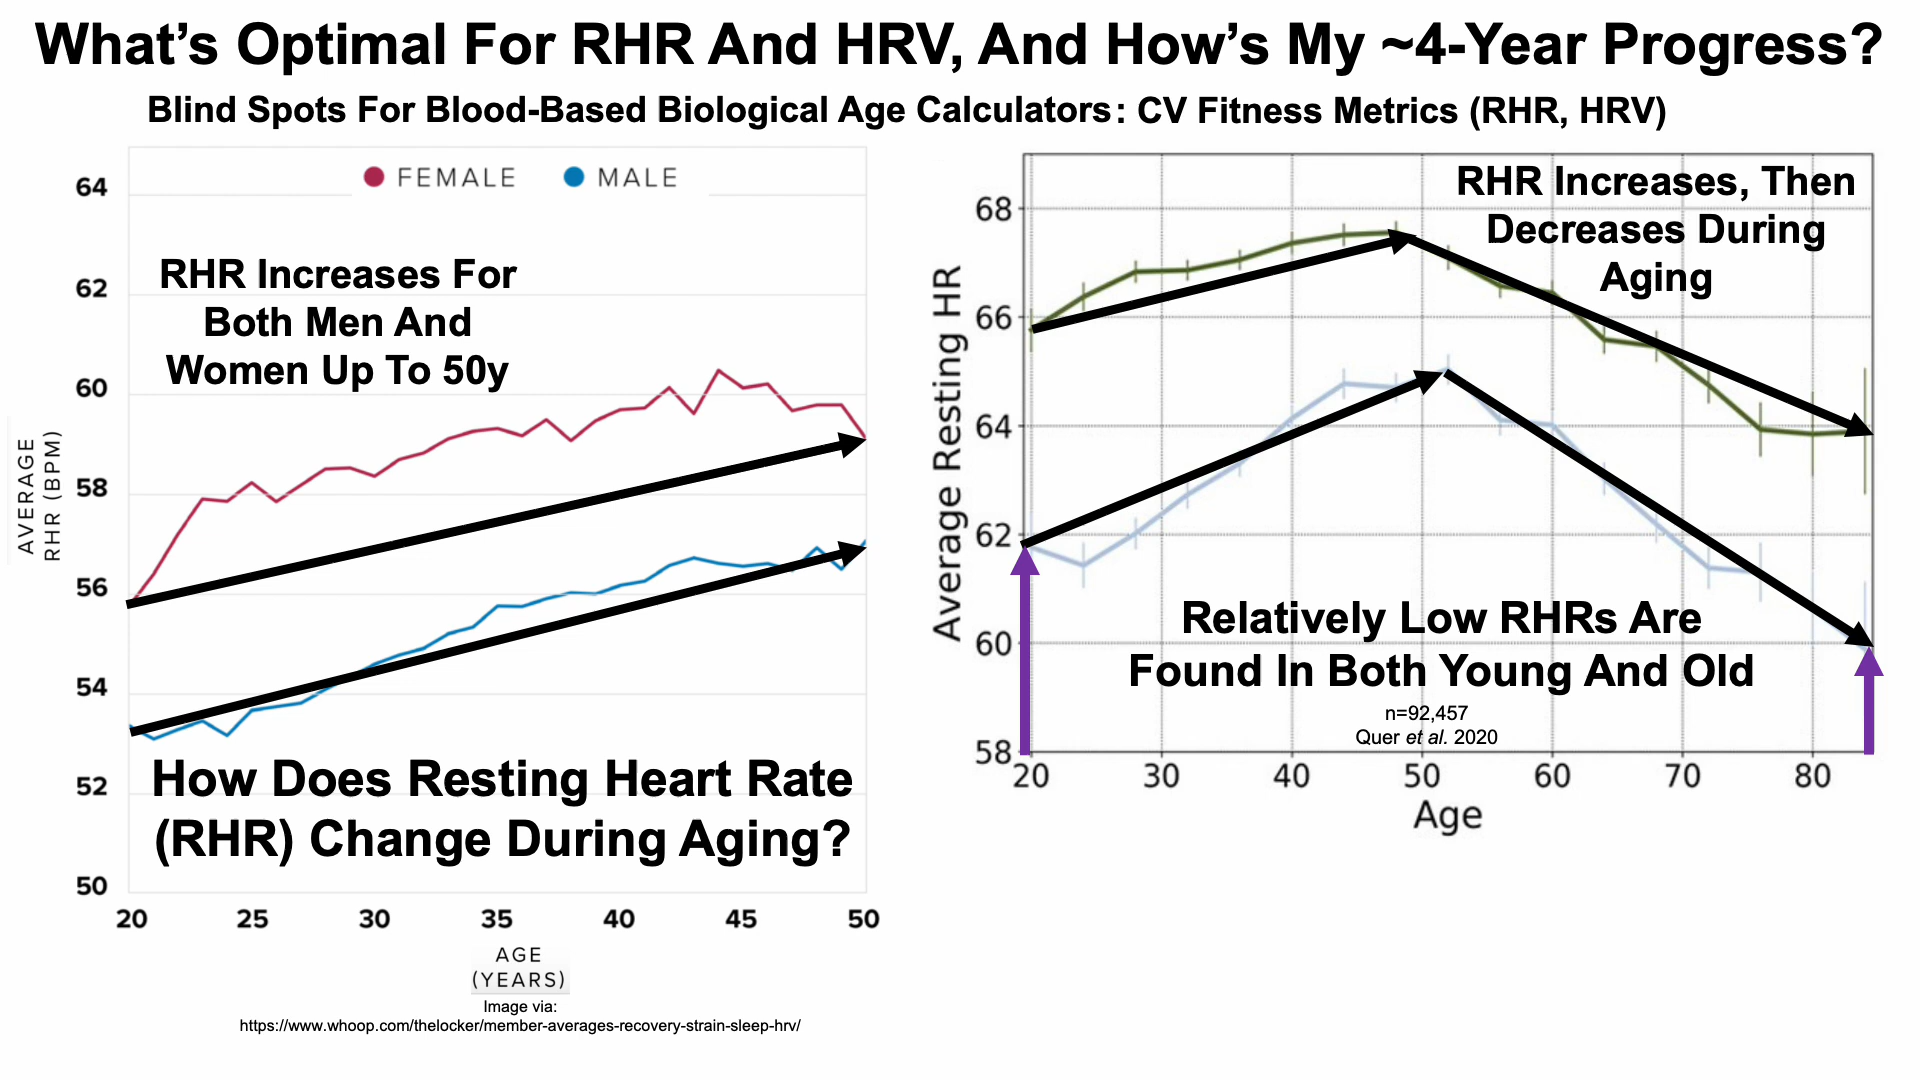 What's Optimal For RHR And HRV, And How's My ~4-Year Progress?
Blind Spots For Blood-Based Biological Age Calculators: CV Fitness Metrics (RHR, HRV)
FEMALE MALE
RHR Increases For
Both Men And
Women Up To 50y
AVERAGE
RHR (BPM)
64
62
60
58
56
54
52
50
How Does Resting Heart Rate
(RHR) Change During Aging?
20 25 30 35 40 45 50
AGE
(YEARS)
Image via:
https://www.whoop.com/thelocker/member-averages-recovery-strain-sleep-hrv/
RHR Increases, Then
Decreases During
Aging
Average Resting HR
68
66
64
62
60
58
Relatively Low RHRs Are
Found In Both Young And Old
n=92,457
Quer et al. 2020
20 30 40 50 60 70 80
Age